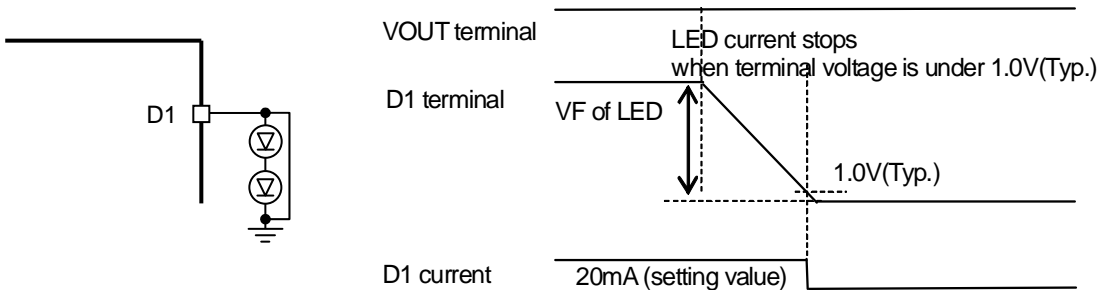 VOUT terminal
LED current stops
when terminal voltage is under 1.0V(Typ.)
D1
D1 terminal
VF of LED
1.0V(Typ.)
D1 current
20mA (setting value)